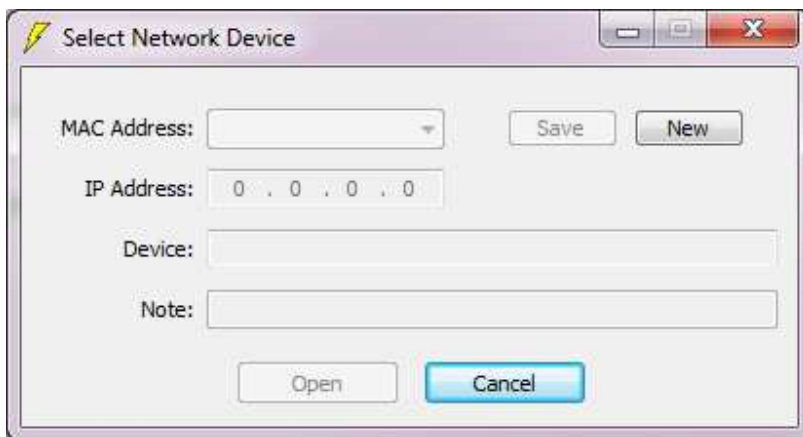 Select Network Device
MAC Address: Save New
IP Address: 0 . 0 . 0 . 0
Device:
Note:
Open Cancel